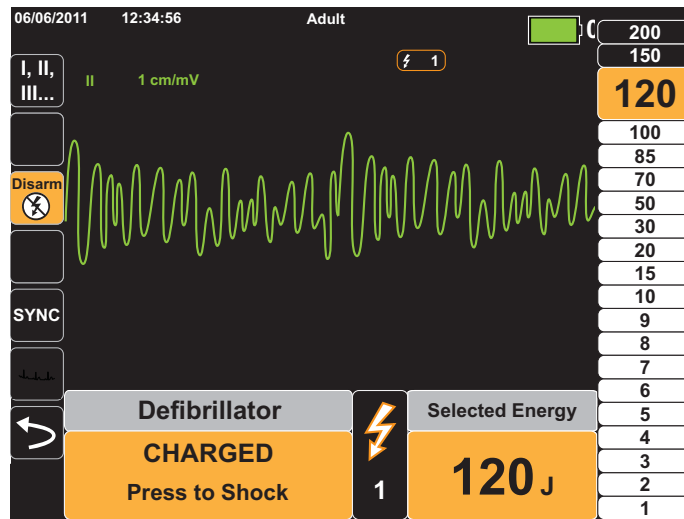 06/06/2011 12:34:56 Adult
1
I, II,
III...
II 1 cm/mV
Disarm
SYNC
Defibrillator
CHARGED
Press to Shock
1
Selected Energy
120 J
200
150
120
100
85
70
50
30
20
15
10
9
8
7
6
5
4
3
2
1